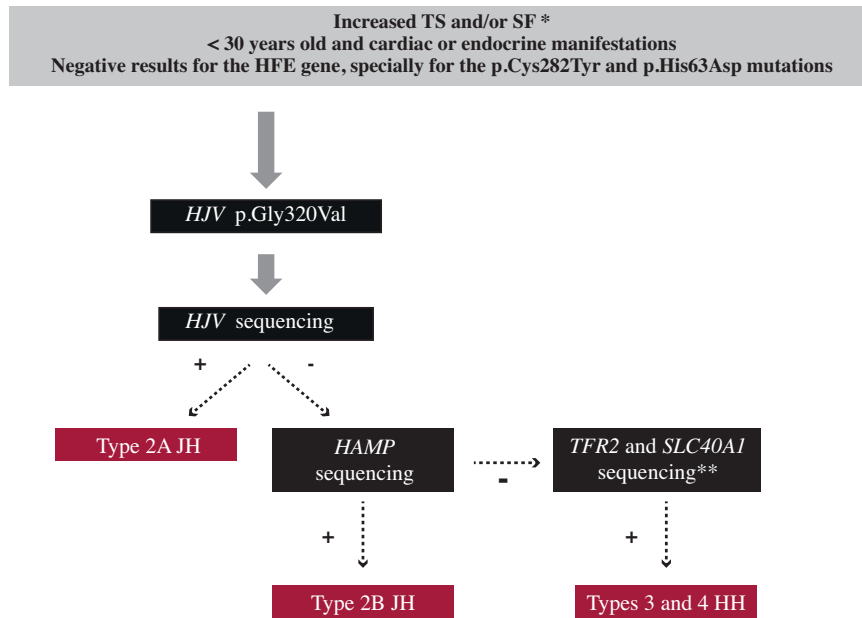 Increased TS and/or SF *
< 30 years old and cardiac or endocrine manifestations
Negative results for the HFE gene, specially for the p.Cys282Tyr and p.His63Asp mutations
HJV p.Gly320Val
HJV sequencing
+ -
Type 2A JH
HAMP
sequencing
TFR2 and SLC40A1
sequencing**
-
+ +
Type 2B JH
Types 3 and 4 HH